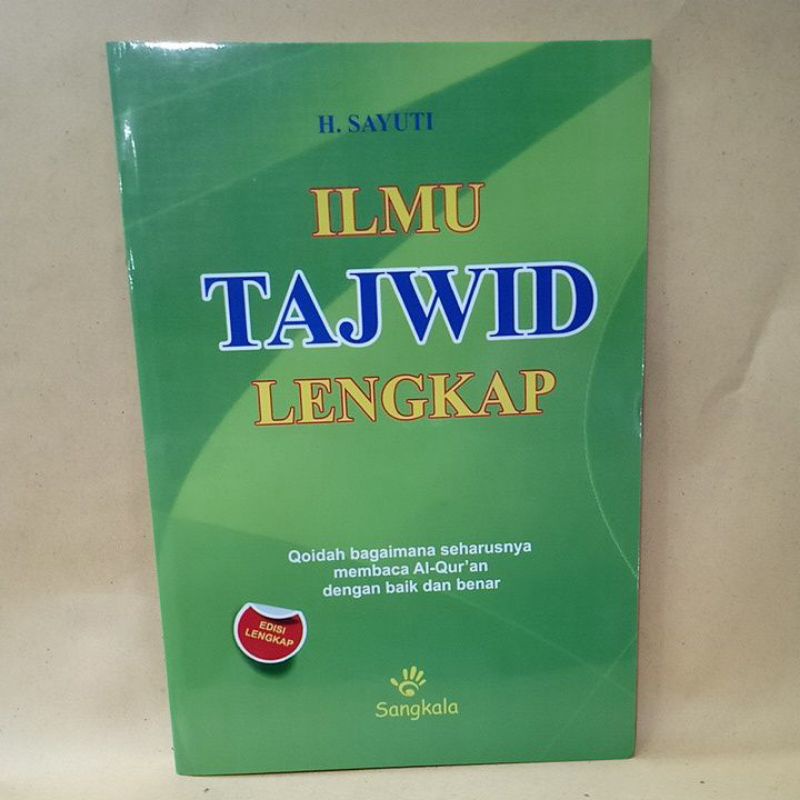 H. SAYUTI
ILMU
TAJWID
LENGKAP
Qoidah bagaimana seharusnya
membaca Al-Qur'an
dengan baik dan benar
EDISI
LENGKAP
Sangkala